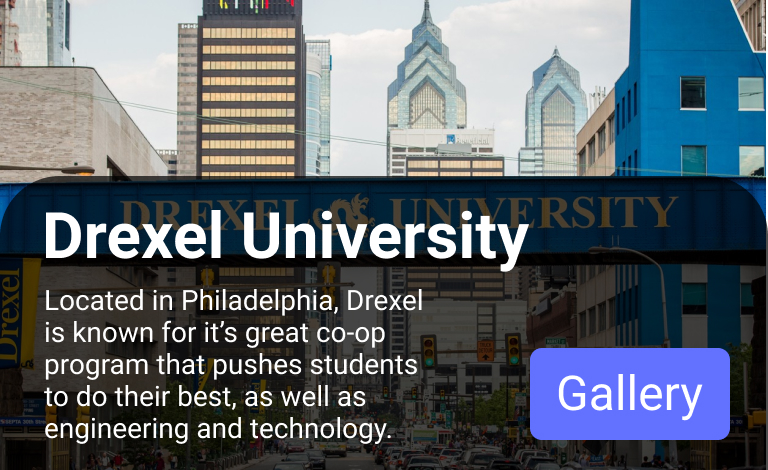 DREXEL UNIVERSITY
Drexel University
Drexel
Located in Philadelphia, Drexel
is known for it’s great co-op
program that pushes students
to do their best, as well as
engineering and technology.
Gallery